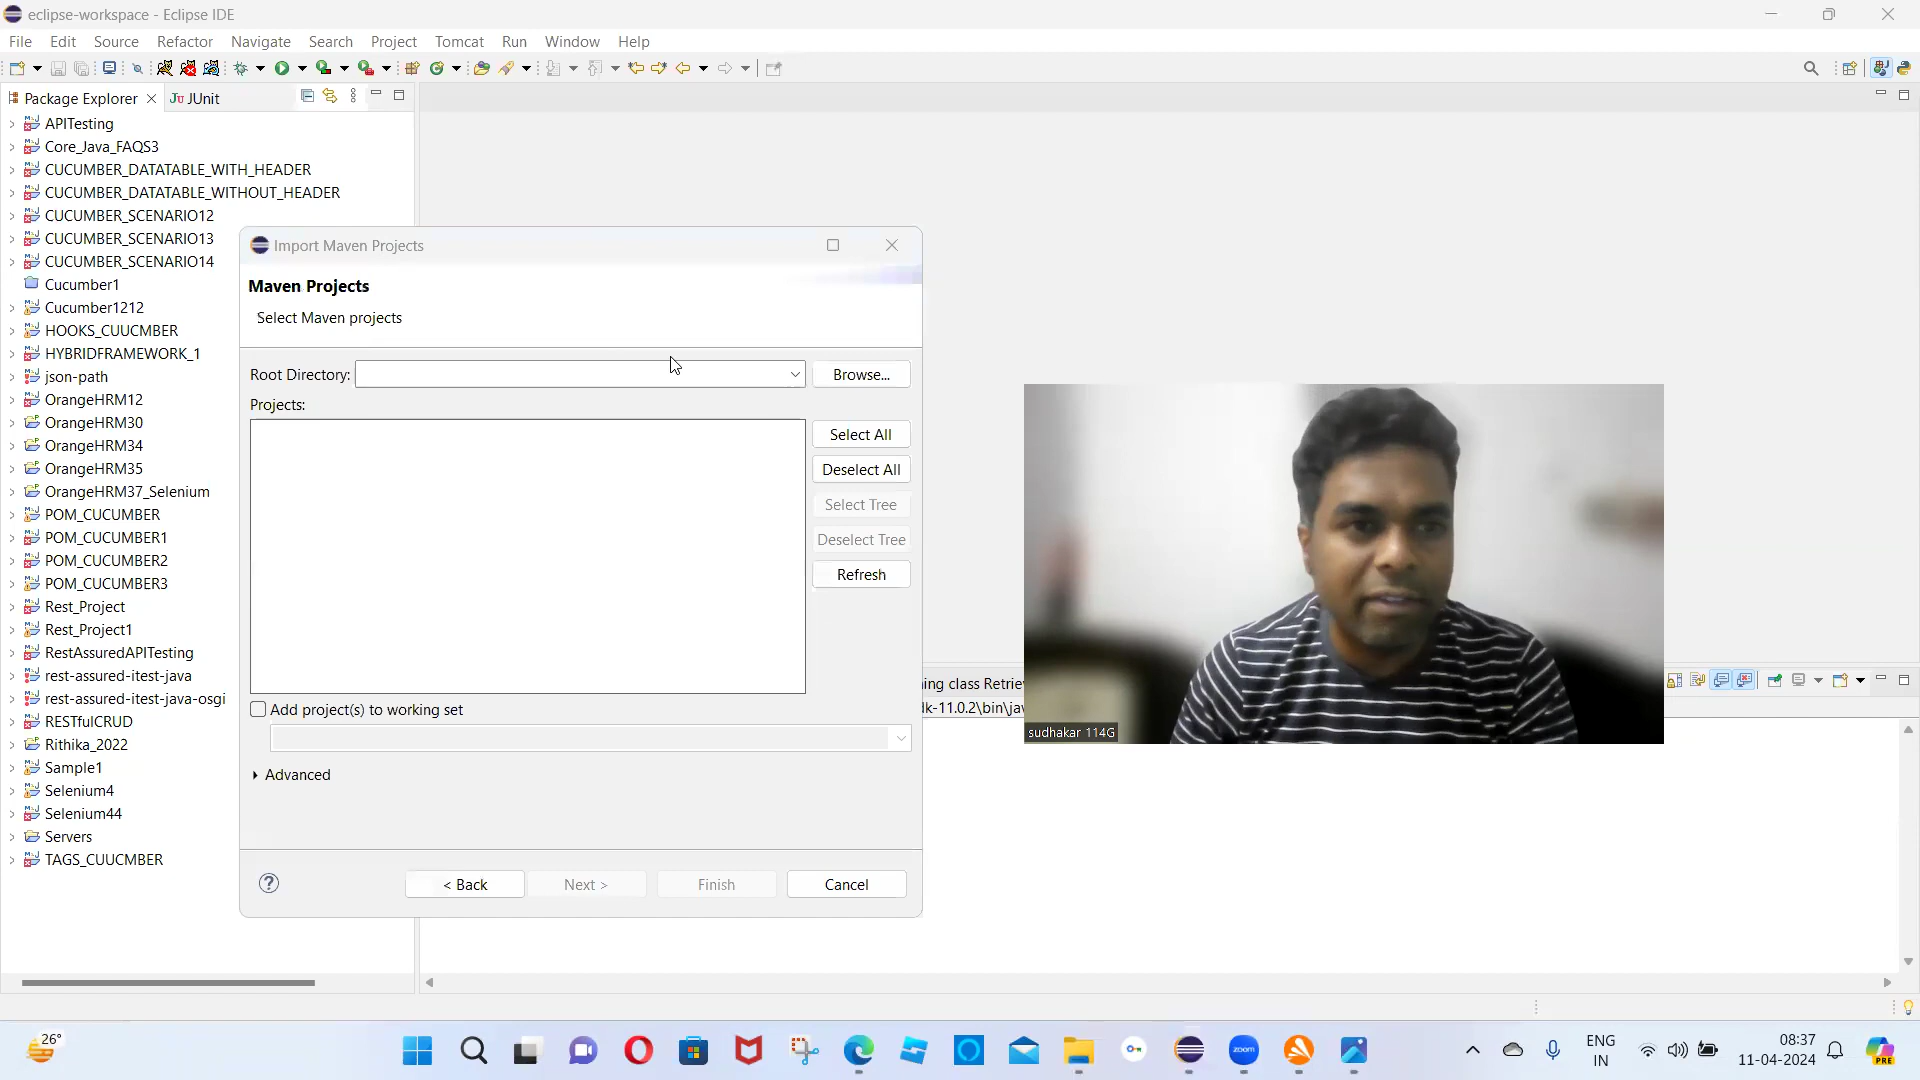 eclipse-workspace - Eclipse IDE
File Edit Source Refactor Navigate Search Project Tomcat Run Window Help
Package Explorer JUnit
APITesting
Core_Java_FAQS3
CUCUMBER_DATATABLE_WITH_HEADER
CUCUMBER_DATATABLE_WITHOUT_HEADER
CUCUMBER_SCENARIO12
CUCUMBER_SCENARIO13
CUCUMBER_SCENARIO14
Cucumber1
Cucumber1212
HOOKS_CUUCMBER
HYBRIDFRAMEWORK_1
json-path
OrangeHRM12
OrangeHRM30
OrangeHRM34
OrangeHRM35
OrangeHRM37_Selenium
POM_CUCUMBER
POM_CUCUMBER1
POM_CUCUMBER2
POM_CUCUMBER3
Rest_Project
Rest_Project1
RestAssuredAPITesting
rest-assured-itest-java
rest-assured-itest-java-osgi
RESTfulCRUD
Rithika_2022
Sample1
Selenium4
Selenium44
Servers
TAGS_CUUCMBER
Import Maven Projects
Maven Projects
Select Maven projects
Root Directory: Browse...
Projects:
Select All
Deselect All
Select Tree
Deselect Tree
Refresh
Add project(s) to working set
Advanced
< Back Next > Finish Cancel
ing class Retrie
lk-11.0.2\bin\jav
sudhakar 114G
26°
zoom
ENG
IN
08:37
11-04-2024
PRE